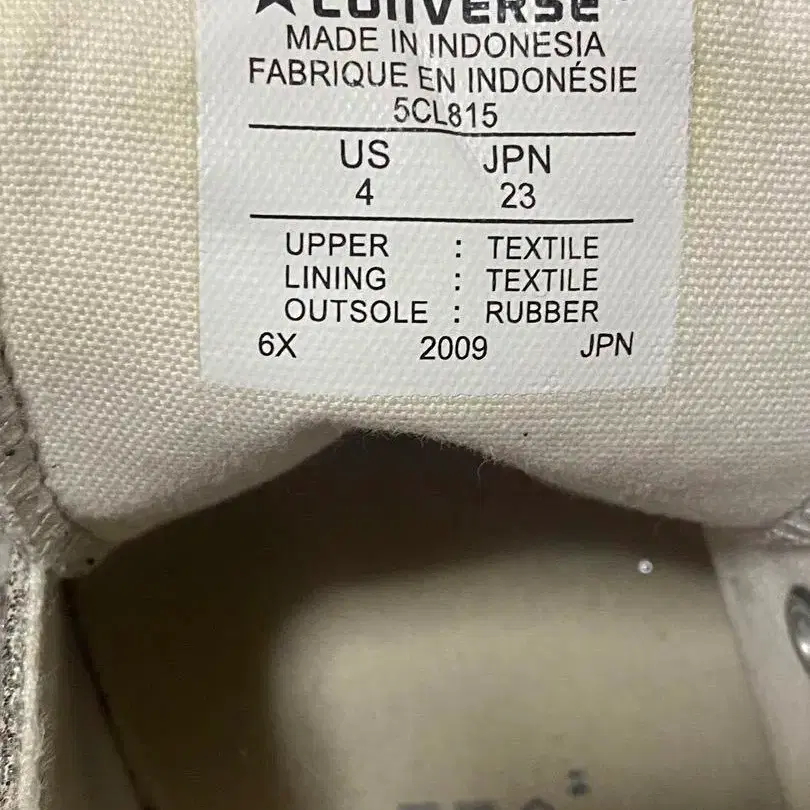 CONVERSE
MADE IN INDONESIA
FABRIQUE EN INDONÉSIE
5CL815
US JPN
4 23
UPPER : TEXTILE
LINING : TEXTILE
OUTSOLE : RUBBER
6X 2009 JPN